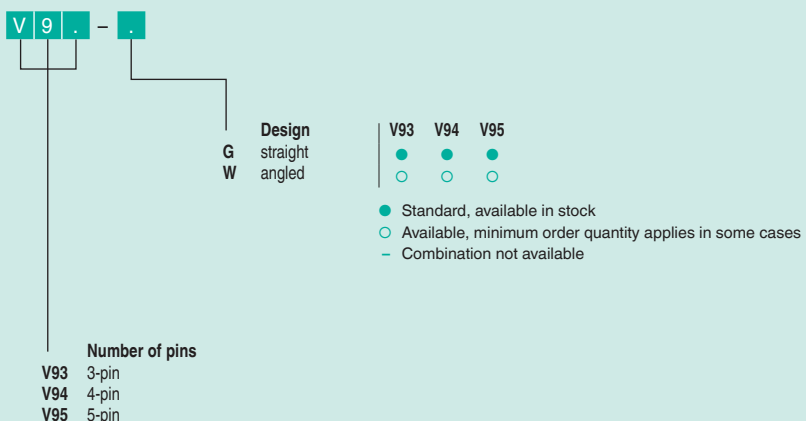 V 9 . – .
Design V93 V94 V95
G straight ● ● ●
W angled ○ ○ ○
● Standard, available in stock
○ Available, minimum order quantity applies in some cases
– Combination not available
Number of pins
V93 3-pin
V94 4-pin
V95 5-pin